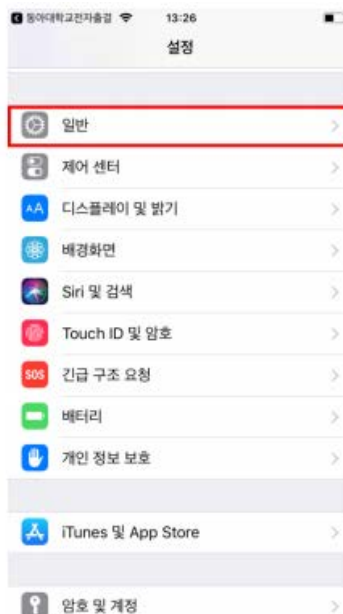 동아대학교전자출결 13:26
설정
일반
제어 센터
AA 디스플레이 및 밝기
배경화면
Siri 및 검색
Touch ID 및 암호
SOS 긴급 구조 요청
배터리
개인 정보 보호
iTunes 및 App Store
암호 및 계정